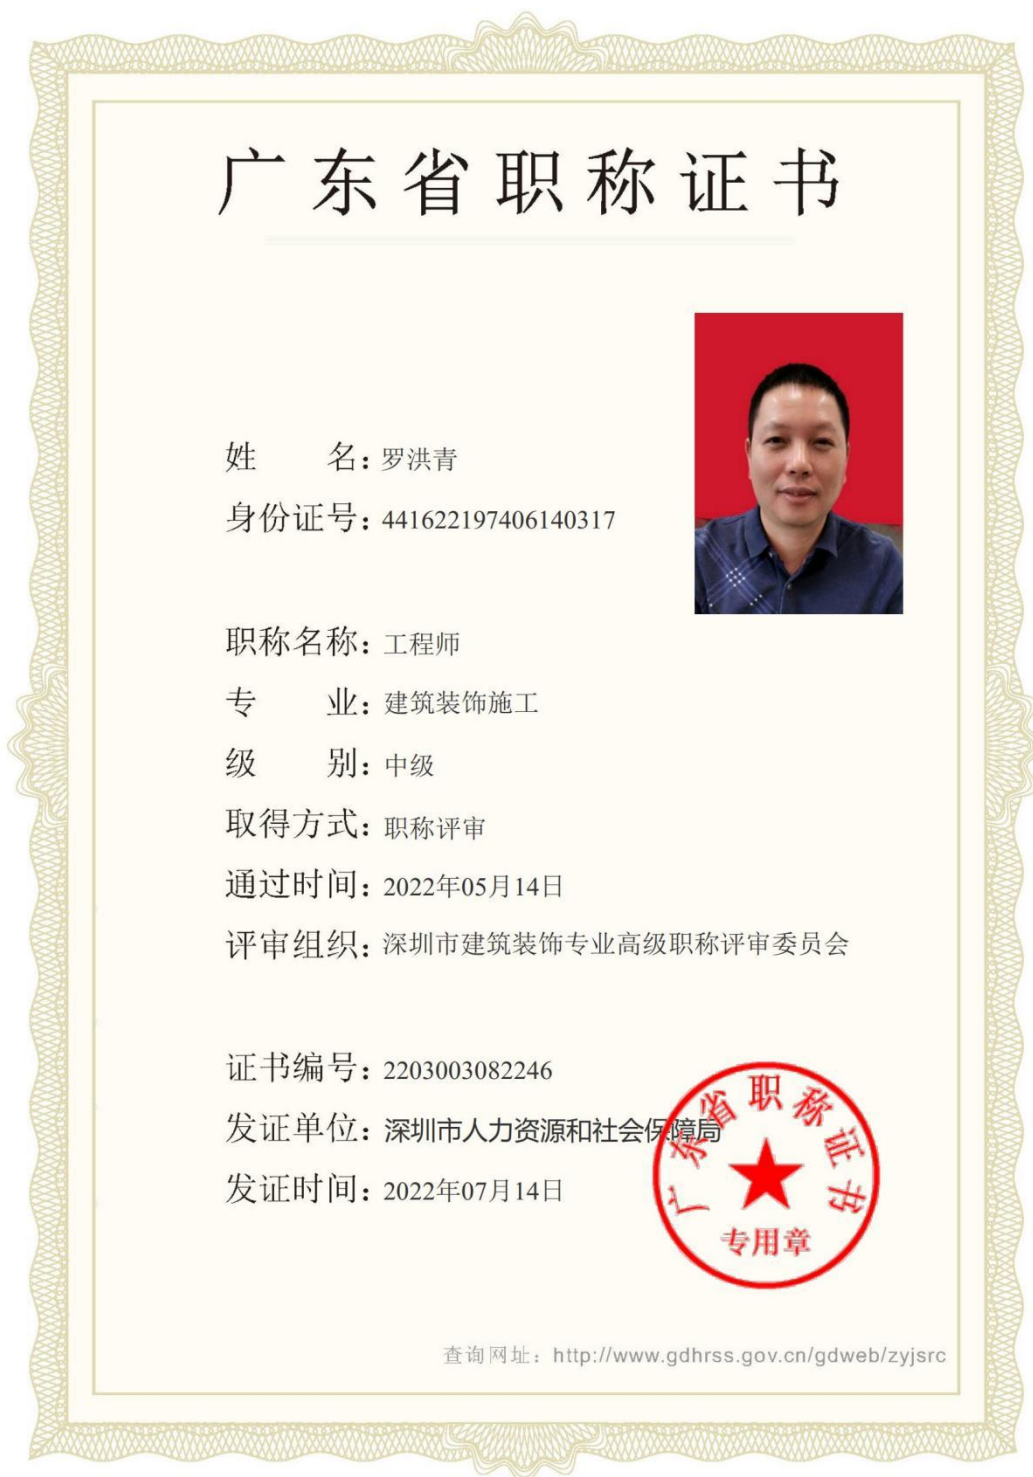 广东省职称证书
姓名：罗洪青
身份证号：441622197406140317
职称名称：工程师
专业：建筑装饰施工
级别：中级
取得方式：职称评审
通过时间：2022年05月14日
评审组织：深圳市建筑装饰专业高级职称评审委员会
证书编号：2203003082246
发证单位：深圳市人力资源和社会保障局
发证时间：2022年07月14日
广东省职称证书
专用章
查询网址：http://www.gdhrss.gov.cn/gdweb/zyjsrc